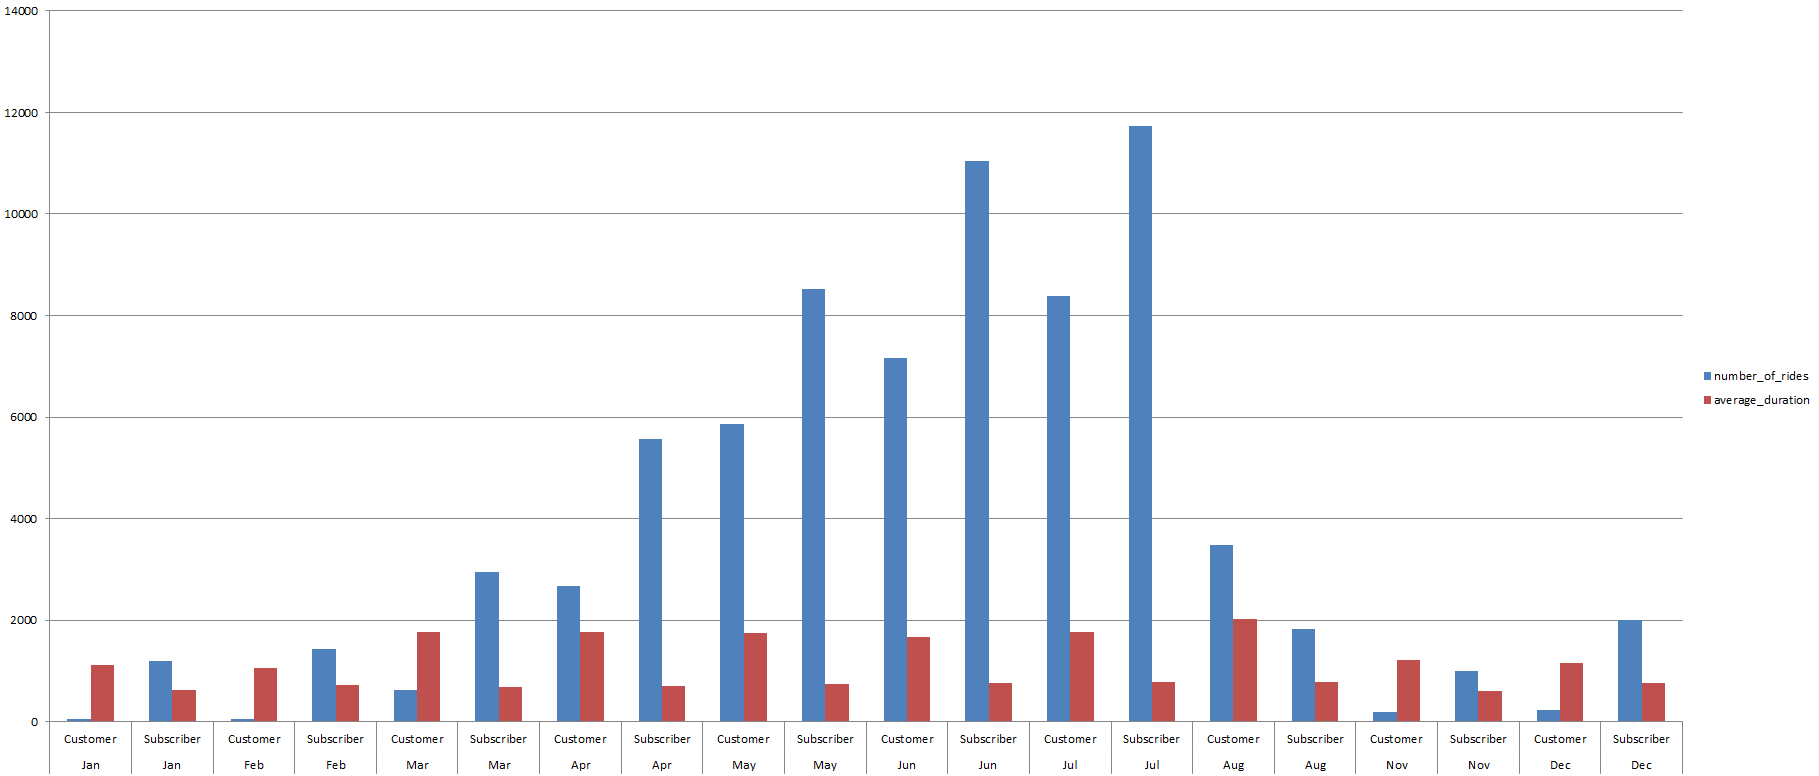 14000
12000
10000
8000
6000
4000
2000
0
Customer Subscriber Customer Subscriber Customer Subscriber Customer Subscriber Customer Subscriber Customer Subscriber Customer Subscriber Customer Subscriber Customer Subscriber Customer Subscriber
Jan Jan Feb Feb Mar Mar Apr Apr May May Jun Jun Jul Jul Aug Aug Nov Nov Dec Dec
number_of_rides
average_duration